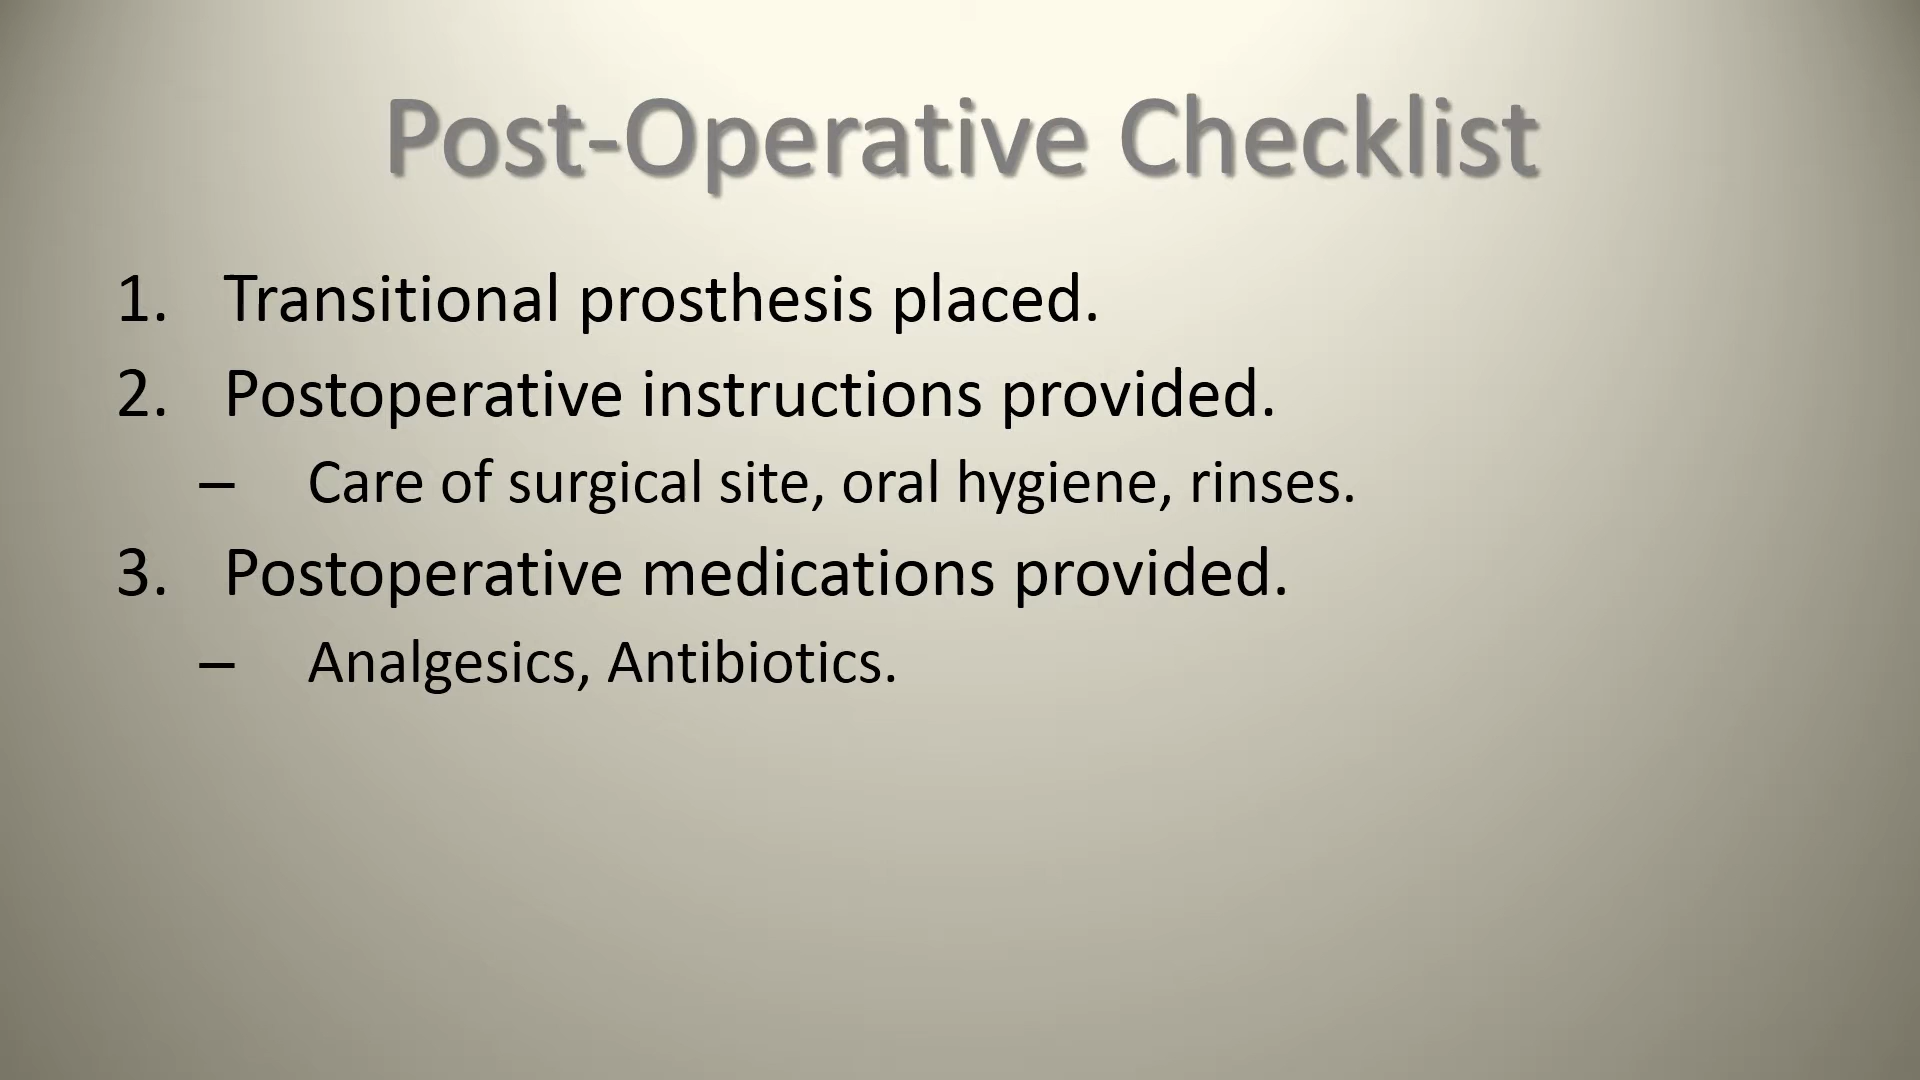 Post-Operative Checklist
1. Transitional prosthesis placed.
2. Postoperative instructions provided.
– Care of surgical site, oral hygiene, rinses.
3. Postoperative medications provided.
– Analgesics, Antibiotics.